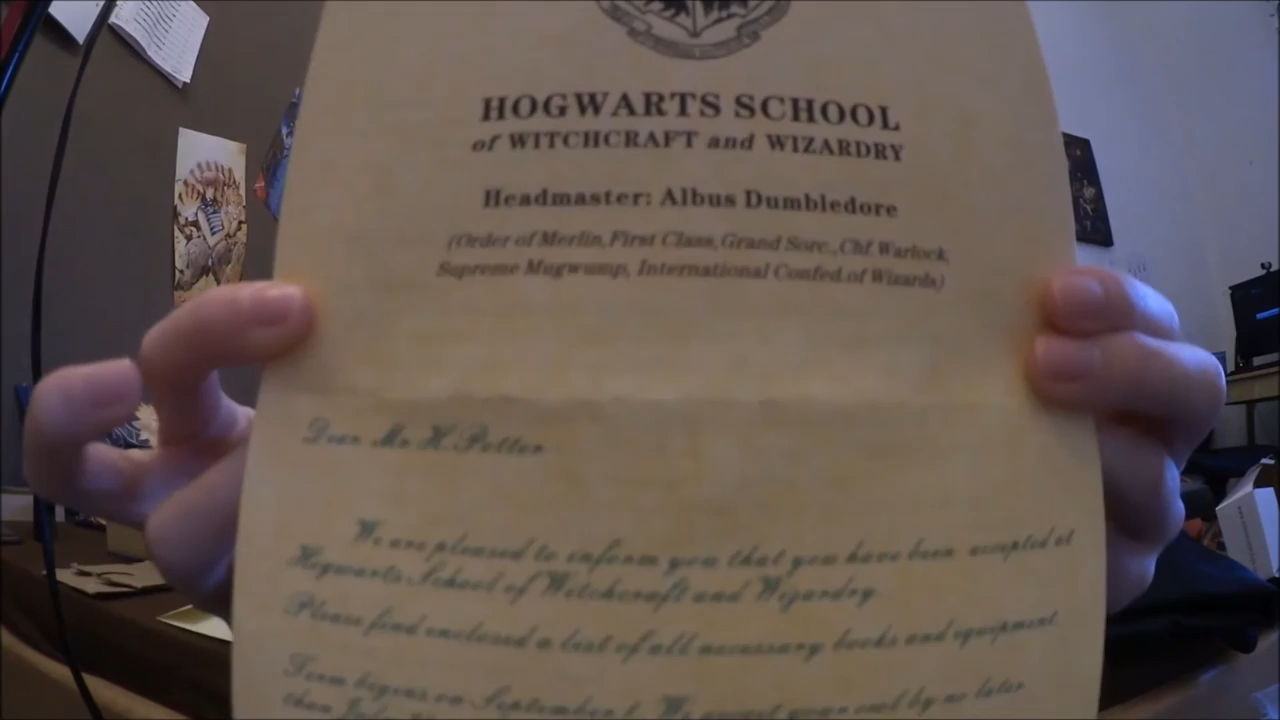 HOGWARTS SCHOOL
of WITCHCRAFT and WIZARDRY
Headmaster: Albus Dumbledore
(Order of Merlin, First Class, Grand Sorc., Chf. Warlock,
Supreme Mugwump, International Confed. of Wizards)
Dear Mr H. Potter
We are pleased to inform you that you have been accepted at
Hogwarts School of Witchcraft and Wizardry.
Please find enclosed a list of all necessary books and equipment.
Term begins on September 1. We await your owl by no later
than July